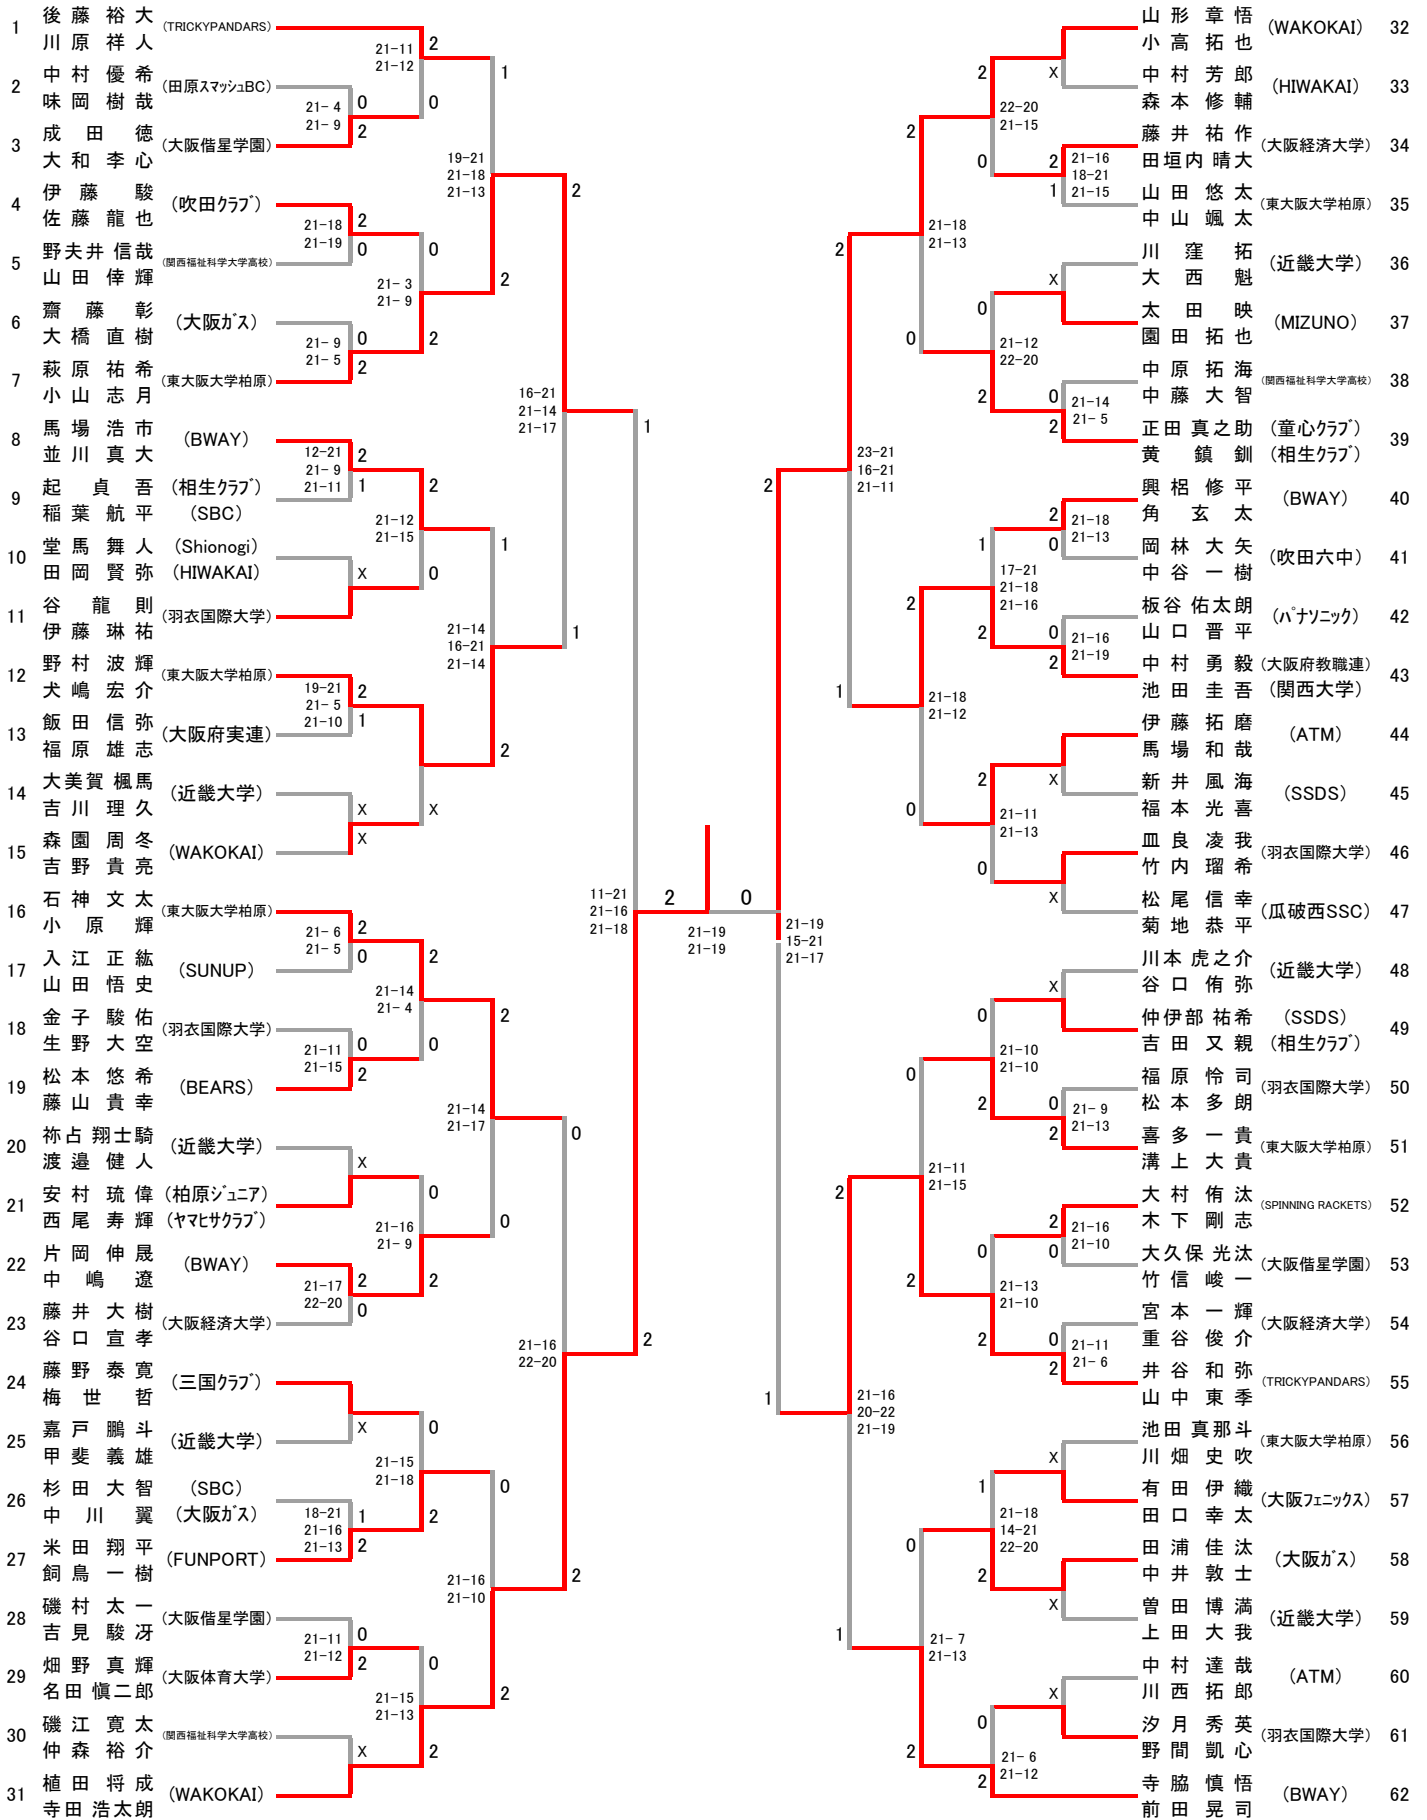 1 後藤裕大 川原祥人 (TRICKYPANDARS)
2 中村優希 味岡樹哉 (田原スマッシュBC)
3 成田徳 大和李心 (大阪偕星学園)
4 伊藤駿 佐藤龍也 (吹田クラブ)
5 野夫井信哉 山田倖輝 (関西福祉科学大学高校)
6 齋藤彰 大橋直樹 (大阪ガス)
7 萩原祐希 小山志月 (東大阪大学柏原)
8 馬場浩市 並川真大 (BWAY)
9 起貞吾 (相生クラブ) 稲葉航平 (SBC)
10 堂馬舞人 (Shionogi) 田岡賢弥 (HIWAKAI)
11 谷龍則 伊藤琳祐 (羽衣国際大学)
12 野村波輝 犬嶋宏介 (東大阪大学柏原)
13 飯田信弥 福原雄志 (大阪府実連)
14 大美賀楓馬 吉川理久 (近畿大学)
15 森園周冬 吉野貴亮 (WAKOKAI)
16 石神文太 小原輝 (東大阪大学柏原)
17 入江正紘 山田悟史 (SUNUP)
18 金子駿佑 生野大空 (羽衣国際大学)
19 松本悠希 藤山貴幸 (BEARS)
20 祢占翔士騎 渡邉健人 (近畿大学)
21 安村琉偉 (柏原ジュニア) 西尾寿輝 (ヤマヒサクラブ)
22 片岡伸晟 中嶋遼 (BWAY)
23 藤井大樹 谷口宣孝 (大阪経済大学)
24 藤野泰寛 梅世哲 (三国クラブ)
25 嘉戸鵬斗 甲斐義雄 (近畿大学)
26 杉田大智 (SBC) 中川翼 (大阪ガス)
27 米田翔平 飼鳥一樹 (FUNPORT)
28 磯村太一 吉見駿冴 (大阪偕星学園)
29 畑野真輝 名田愼二郎 (大阪体育大学)
30 磯江寛太 仲森裕介 (関西福祉科学大学高校)
31 植田将成 寺田浩太朗 (WAKOKAI)
21-11 21-12 2 0
21-4 21-9 0 2
19-21 21-18 21-13 1 2
21-18 21-19 2 0
21-3 21-9 0 2
21-9 21-5 0 2
16-21 21-14 21-17 2 1
12-21 21-9 21-11 2 1
21-12 21-15 2 0
x
21-14 16-21 21-14 1 2
19-21 21-5 21-10 2 1
x
x
x
11-21 21-16 21-18 1 2
21-6 21-5 2 0
21-14 21-4 2 0
21-11 21-15 0 2
21-14 21-17 2 0
x
21-16 21-9 0 2
21-17 22-20 2 0
21-16 22-20 0 2
x
21-15 21-18 0 2
18-21 21-16 21-13 1 2
21-16 21-10 0 2
21-11 21-12 0 2
21-15 21-13 0 2
x
2 0
21-19 21-19
山形章悟 小高拓也 (WAKOKAI) 32
中村芳郎 森本修輔 (HIWAKAI) 33
藤井祐作 田垣内晴大 (大阪経済大学) 34
山田悠太 中山颯太 (東大阪大学柏原) 35
川窪拓 大西魁 (近畿大学) 36
太田映 園田拓也 (MIZUNO) 37
中原拓海 中藤大智 (関西福祉科学大学高校) 38
正田真之助 (童心クラブ) 黄鎮釧 (相生クラブ) 39
興梠修平 角玄太 (BWAY) 40
岡林大矢 中谷一樹 (吹田六中) 41
板谷佑太朗 山口晋平 (パナソニック) 42
中村勇毅 (大阪府教職連) 池田圭吾 (関西大学) 43
伊藤拓磨 馬場和哉 (ATM) 44
新井風海 福本光喜 (SSDS) 45
皿良凌我 竹内瑠希 (羽衣国際大学) 46
松尾信幸 菊地恭平 (瓜破西SSC) 47
川本虎之介 谷口侑弥 (近畿大学) 48
仲伊部祐希 (SSDS) 吉田又親 (相生クラブ) 49
福原怜司 松本多朗 (羽衣国際大学) 50
喜多一貴 溝上大貴 (東大阪大学柏原) 51
大村侑汰 木下剛志 (SPINNING RACKETS) 52
大久保光汰 竹信峻一 (大阪偕星学園) 53
宮本一輝 重谷俊介 (大阪経済大学) 54
井谷和弥 山中東季 (TRICKYPANDARS) 55
池田真那斗 川畑史吹 (東大阪大学柏原) 56
有田伊織 田口幸太 (大阪フェニックス) 57
田浦佳汰 中井敦士 (大阪ガス) 58
曽田博満 上田大我 (近畿大学) 59
中村達哉 川西拓郎 (ATM) 60
汐月秀英 野間凱心 (羽衣国際大学) 61
寺脇慎悟 前田晃司 (BWAY) 62
x
2 0 22-20 21-15
2 1 21-16 18-21 21-15
2 0 21-18 21-13
x
0 2 21-12 22-20
0 2 21-14 21-5
2 1 23-21 16-21 21-11
2 0 21-18 21-13
1 2 17-21 21-18 21-16
0 2 21-16 21-19
2 0 21-18 21-12
x
2 0 21-11 21-13
x
2 1 21-19 15-21 21-17
x
0 2 21-10 21-10
0 2 21-9 21-13
0 2 21-11 21-15
2 0 21-16 21-10
0 2 21-13 21-10
0 2 21-11 21-6
2 1 21-16 20-22 21-19
x
1 2 21-18 14-21 22-20
x
0 2 21-7 21-13
x
0 2 21-6 21-12